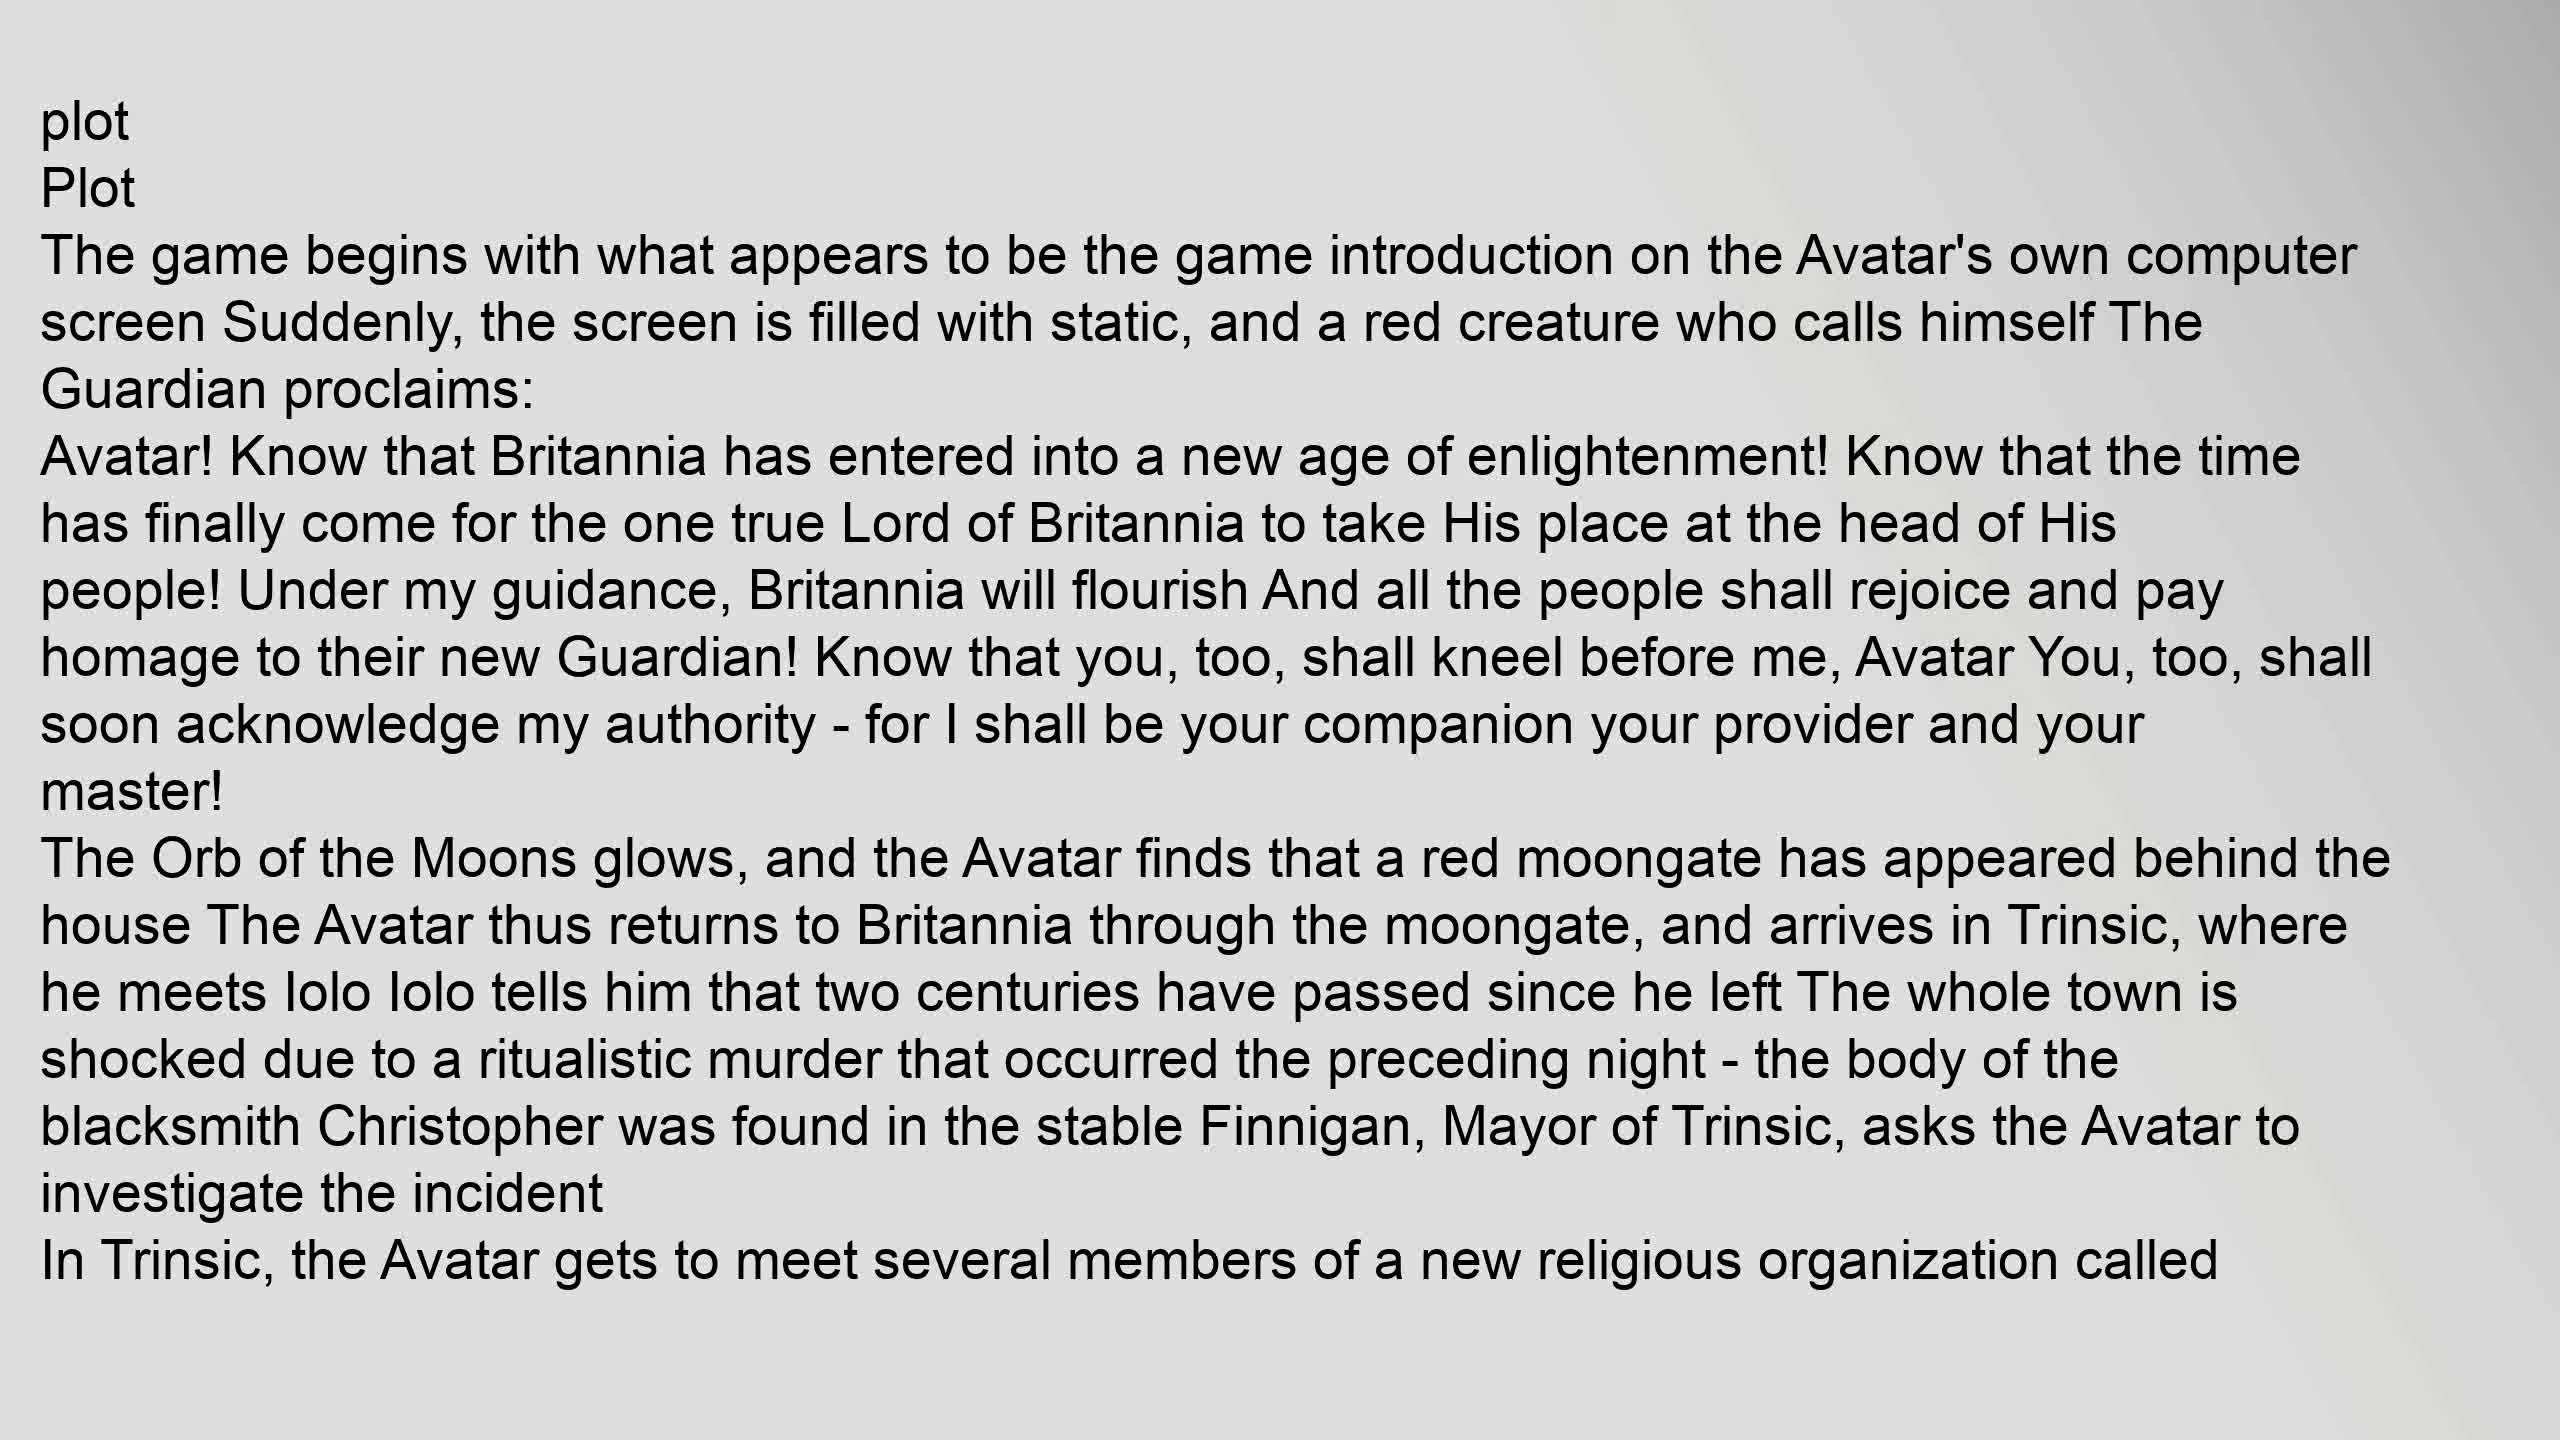 plot
Plot
The game begins with what appears to be the game introduction on the Avatar's own computer
screen Suddenly, the screen is filled with static, and a red creature who calls himself The
Guardian proclaims:
Avatar! Know that Britannia has entered into a new age of enlightenment! Know that the time
has finally come for the one true Lord of Britannia to take His place at the head of His
people! Under my guidance, Britannia will flourish And all the people shall rejoice and pay
homage to their new Guardian! Know that you, too, shall kneel before me, Avatar You, too, shall
soon acknowledge my authority - for I shall be your companion your provider and your
master!
The Orb of the Moons glows, and the Avatar finds that a red moongate has appeared behind the
house The Avatar thus returns to Britannia through the moongate, and arrives in Trinsic, where
he meets Iolo Iolo tells him that two centuries have passed since he left The whole town is
shocked due to a ritualistic murder that occurred the preceding night - the body of the
blacksmith Christopher was found in the stable Finnigan, Mayor of Trinsic, asks the Avatar to
investigate the incident
In Trinsic, the Avatar gets to meet several members of a new religious organization called